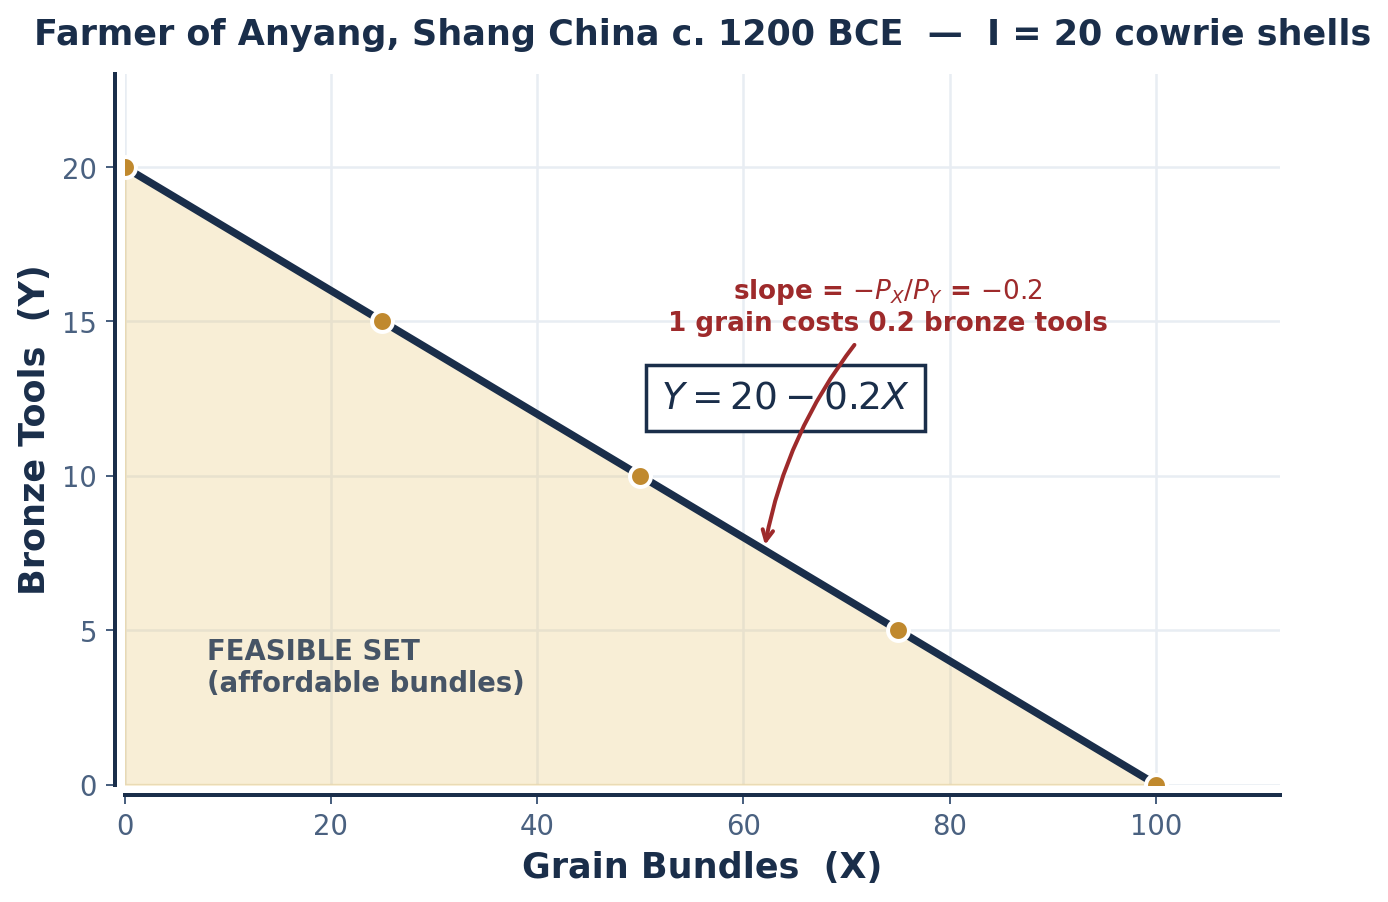 Farmer of Anyang, Shang China c. 1200 BCE — I = 20 cowrie shells
Bronze Tools (Y)
20
15
10
5
0
slope = −P_X/P_Y = −0.2
1 grain costs 0.2 bronze tools
Y = 20 − 0.2X
FEASIBLE SET
(affordable bundles)
0 20 40 60 80 100
Grain Bundles (X)